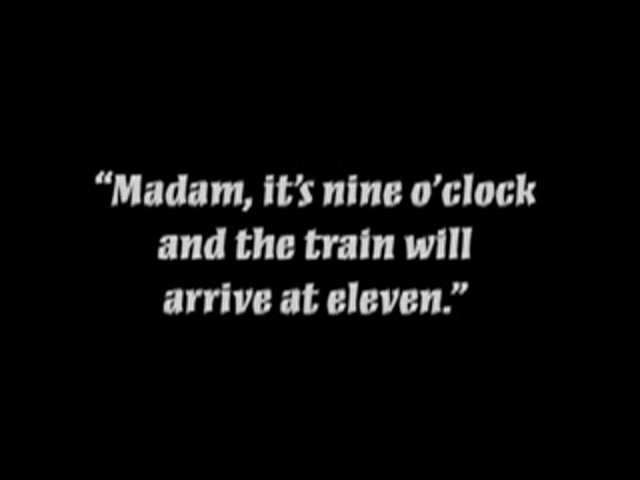 “Madam, it’s nine o’clock
and the train will
arrive at eleven.”